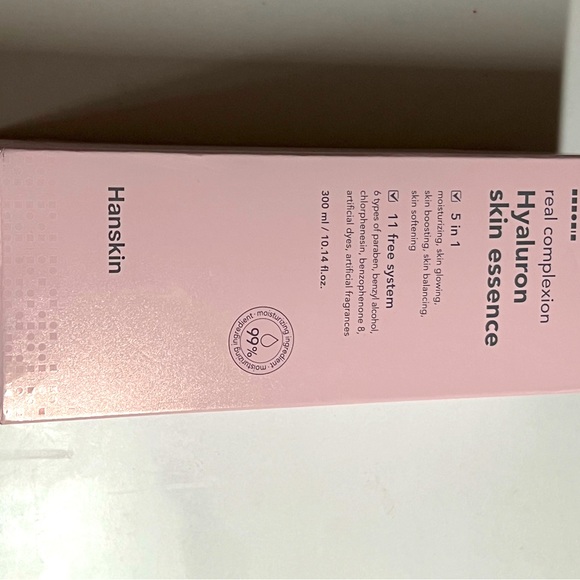 real complexion
Hyaluron
skin essence
☑ 5 in 1
moisturizing, skin glowing,
skin boosting, skin balancing,
skin softening
☑ 11 free system
6 types of paraben, benzyl alcohol,
chlorphenesin, benzophenone 8,
artificial dyes, artificial fragrances
300 ml / 10.14 fl.oz.
moisturizing ingredient · moisturizing ingredient ·
99%
Hanskin